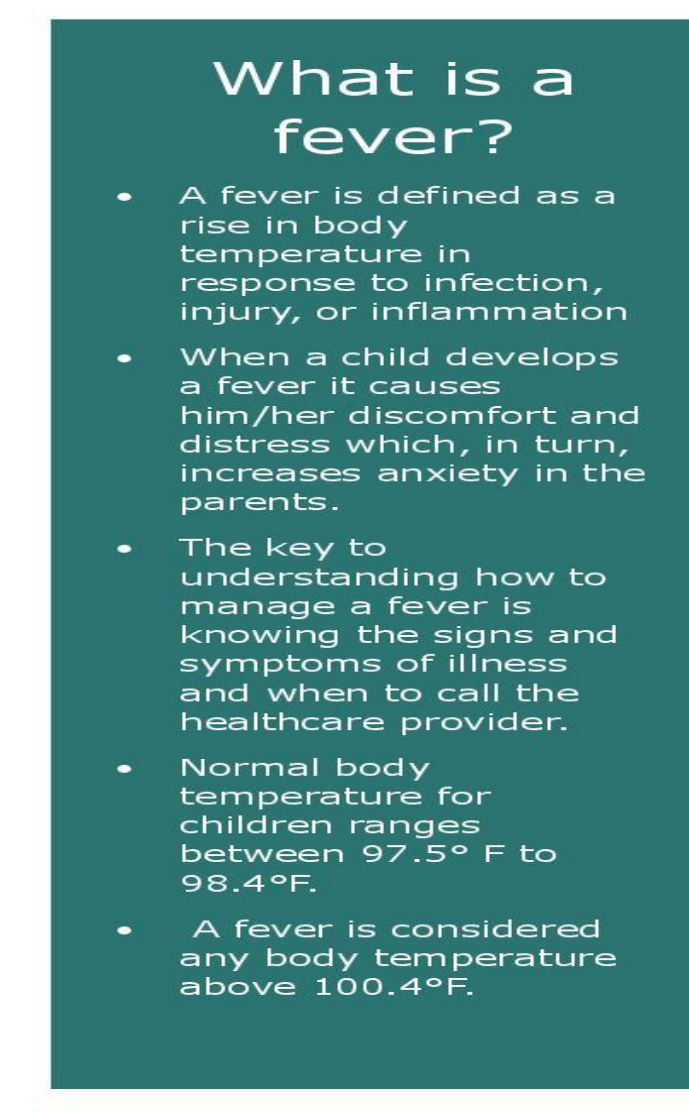 What is a
fever?
• A fever is defined as a
rise in body
temperature in
response to infection,
injury, or inflammation
• When a child develops
a fever it causes
him/her discomfort and
distress which, in turn,
increases anxiety in the
parents.
• The key to
understanding how to
manage a fever is
knowing the signs and
symptoms of illness
and when to call the
healthcare provider.
• Normal body
temperature for
children ranges
between 97.5° F to
98.4°F.
• A fever is considered
any body temperature
above 100.4°F.